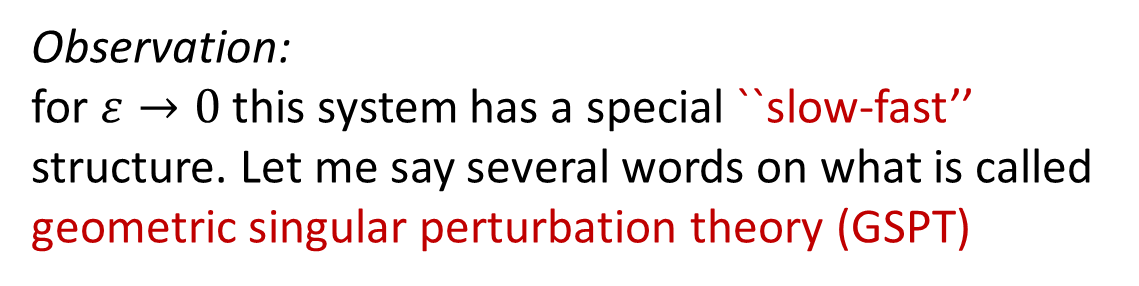 Observation:
for ε → 0 this system has a special ``slow-fast’’
structure. Let me say several words on what is called
geometric singular perturbation theory (GSPT)